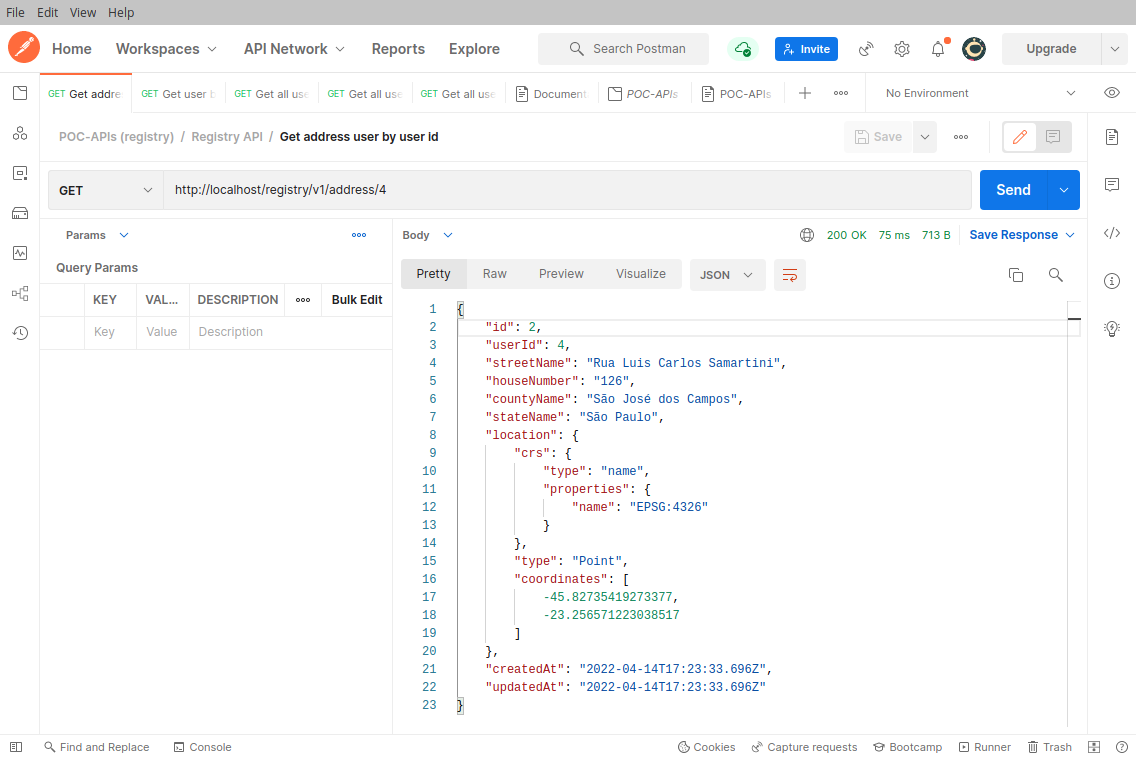 File Edit View Help
Home Workspaces API Network Reports Explore Search Postman Invite Upgrade
GET Get addre GET Get user b GET Get all use GET Get all use GET Get all use Document POC-APIs POC-APIs No Environment
POC-APIs (registry) / Registry API / Get address user by user id Save
GET http://localhost/registry/v1/address/4 Send
Params Body 200 OK 75 ms 713 B Save Response
Query Params
Pretty Raw Preview Visualize JSON
KEY VAL... DESCRIPTION Bulk Edit
Key Value Description
1 {
2 "id": 2,
3 "userId": 4,
4 "streetName": "Rua Luis Carlos Samartini",
5 "houseNumber": "126",
6 "countyName": "São José dos Campos",
7 "stateName": "São Paulo",
8 "location": {
9 "crs": {
10 "type": "name",
11 "properties": {
12 "name": "EPSG:4326"
13 }
14 },
15 "type": "Point",
16 "coordinates": [
17 -45.82735419273377,
18 -23.256571223038517
19 ]
20 },
21 "createdAt": "2022-04-14T17:23:33.696Z",
22 "updatedAt": "2022-04-14T17:23:33.696Z"
23 }
Find and Replace Console Cookies Capture requests Bootcamp Runner Trash